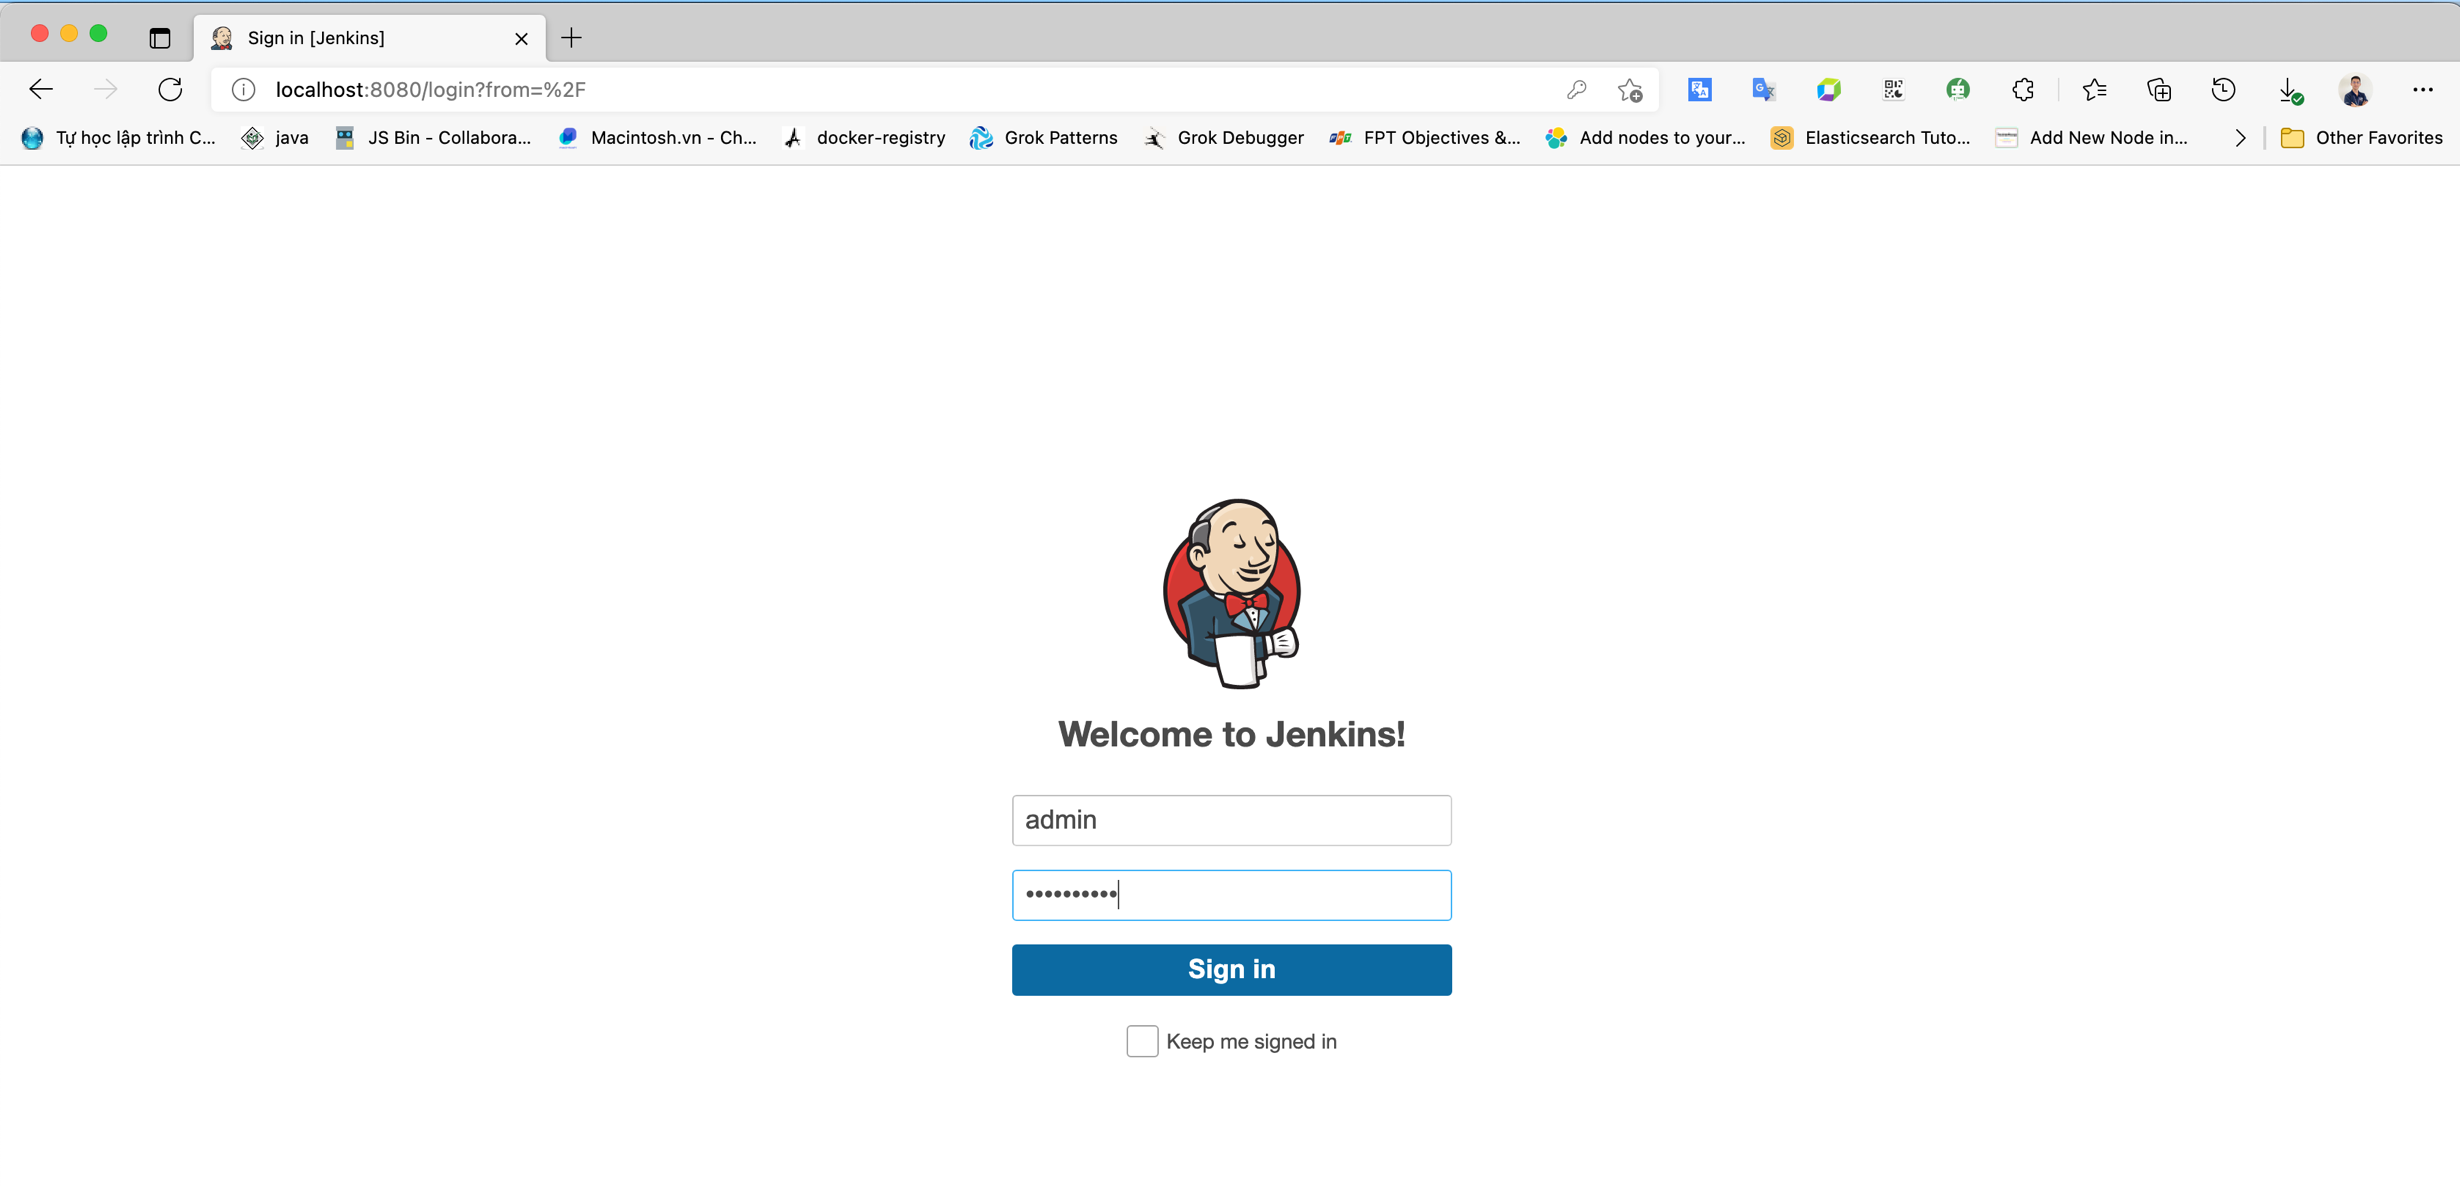 Sign in [Jenkins]
localhost:8080/login?from=%2F
Tự học lập trình C... java JS Bin - Collabora... Macintosh.vn - Ch... docker-registry Grok Patterns Grok Debugger FPT Objectives &... Add nodes to your... Elasticsearch Tuto... Add New Node in... Other Favorites
Welcome to Jenkins!
admin
••••••••••
Sign in
Keep me signed in